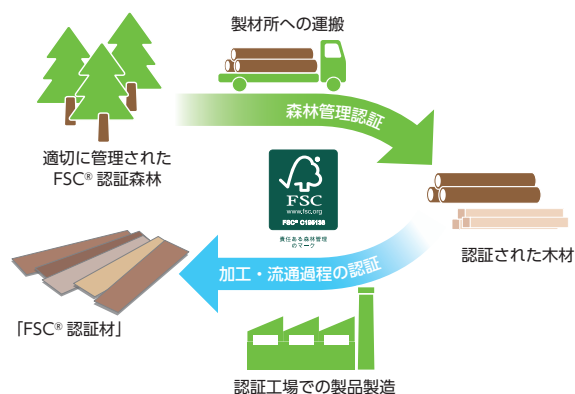 製材所への運搬
森林管理認証
適切に管理された
FSC® 認証森林
FSC
www.fsc.org
FSC® C195135
責任ある森林管理
のマーク
認証された木材
加工・流通過程の認証
「FSC® 認証材」
認証工場での製品製造